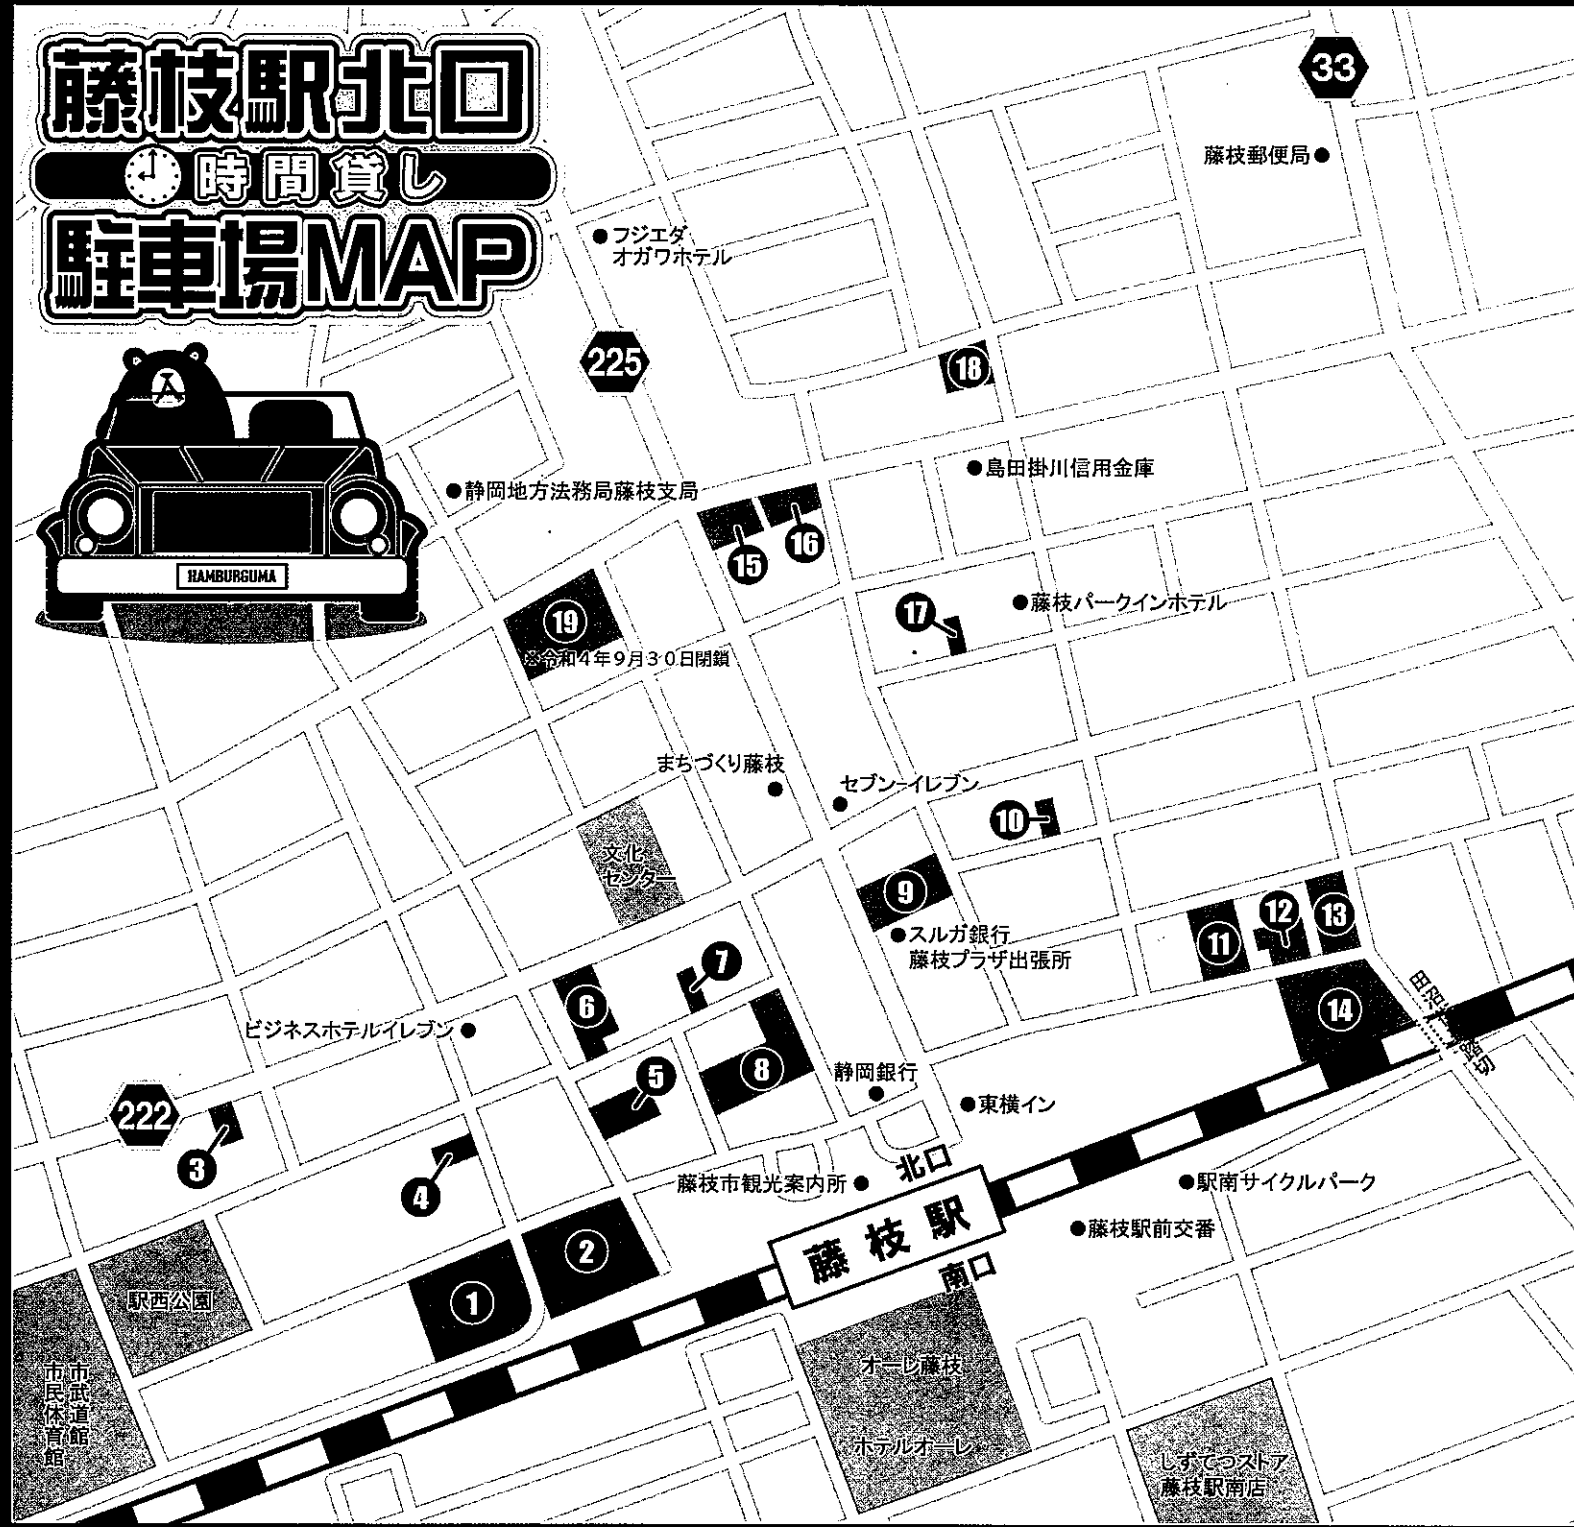 藤枝駅北口
時間貸し
駐車場MAP
33
藤枝郵便局
フジエダ
オガワホテル
225
18
島田掛川信用金庫
静岡地方法務局藤枝支局
15
16
HAMBURGUMA
17
藤枝パークインホテル
19
※令和4年9月30日閉鎖
まちづくり藤枝
セブン-イレブン
10
文化
センター
9
スルガ銀行
藤枝プラザ出張所
11
12
13
7
6
14
ビジネスホテルイレブン
8
5
静岡銀行
東横イン
222
3
4
北口
藤枝市観光案内所
駅南サイクルパーク
藤枝駅
藤枝駅前交番
南口
2
1
駅西公園
市武道館
市民体育館
オーレ藤枝
ホテルオーレ
しずてつストア
藤枝駅南店